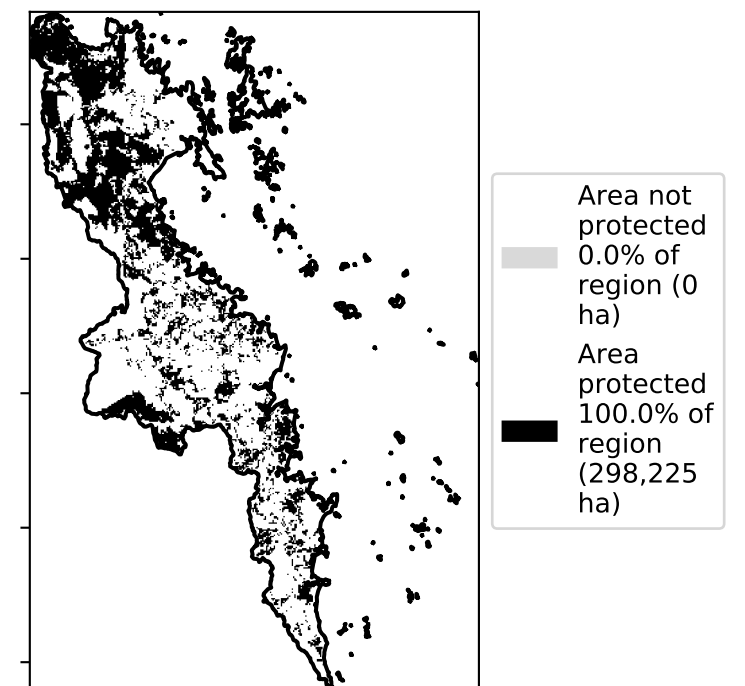 Area not
protected
0.0% of
region (0
ha)
Area
protected
100.0% of
region
(298,225
ha)